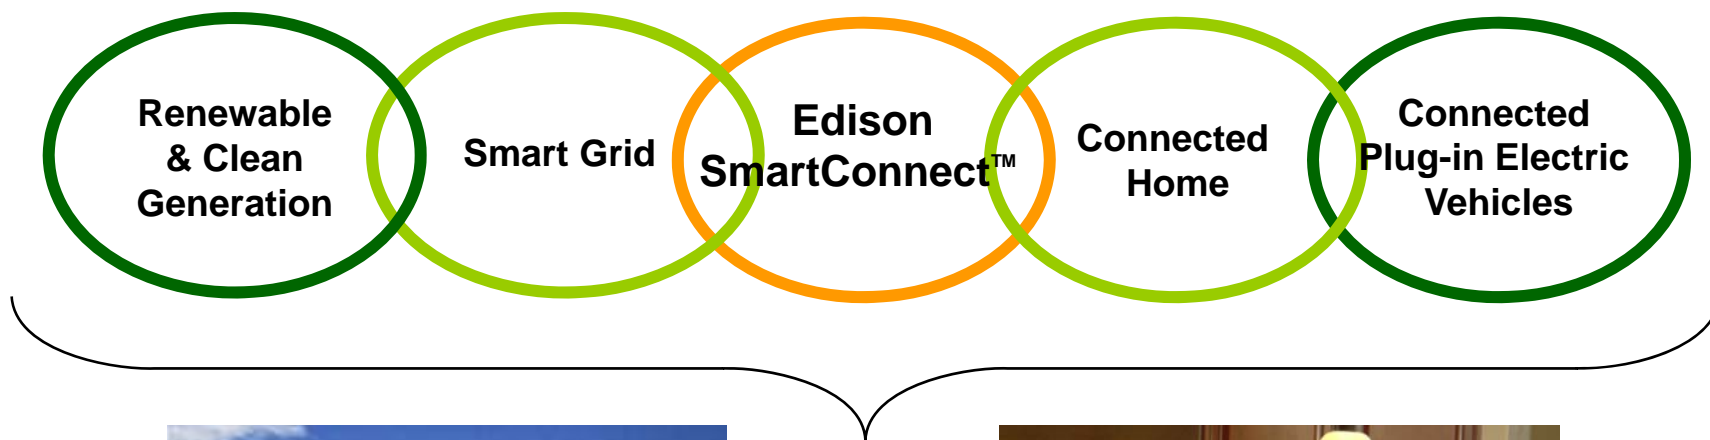 Renewable
& Clean
Generation
Smart Grid
Edison
SmartConnect™
Connected
Home
Connected
Plug-in Electric
Vehicles